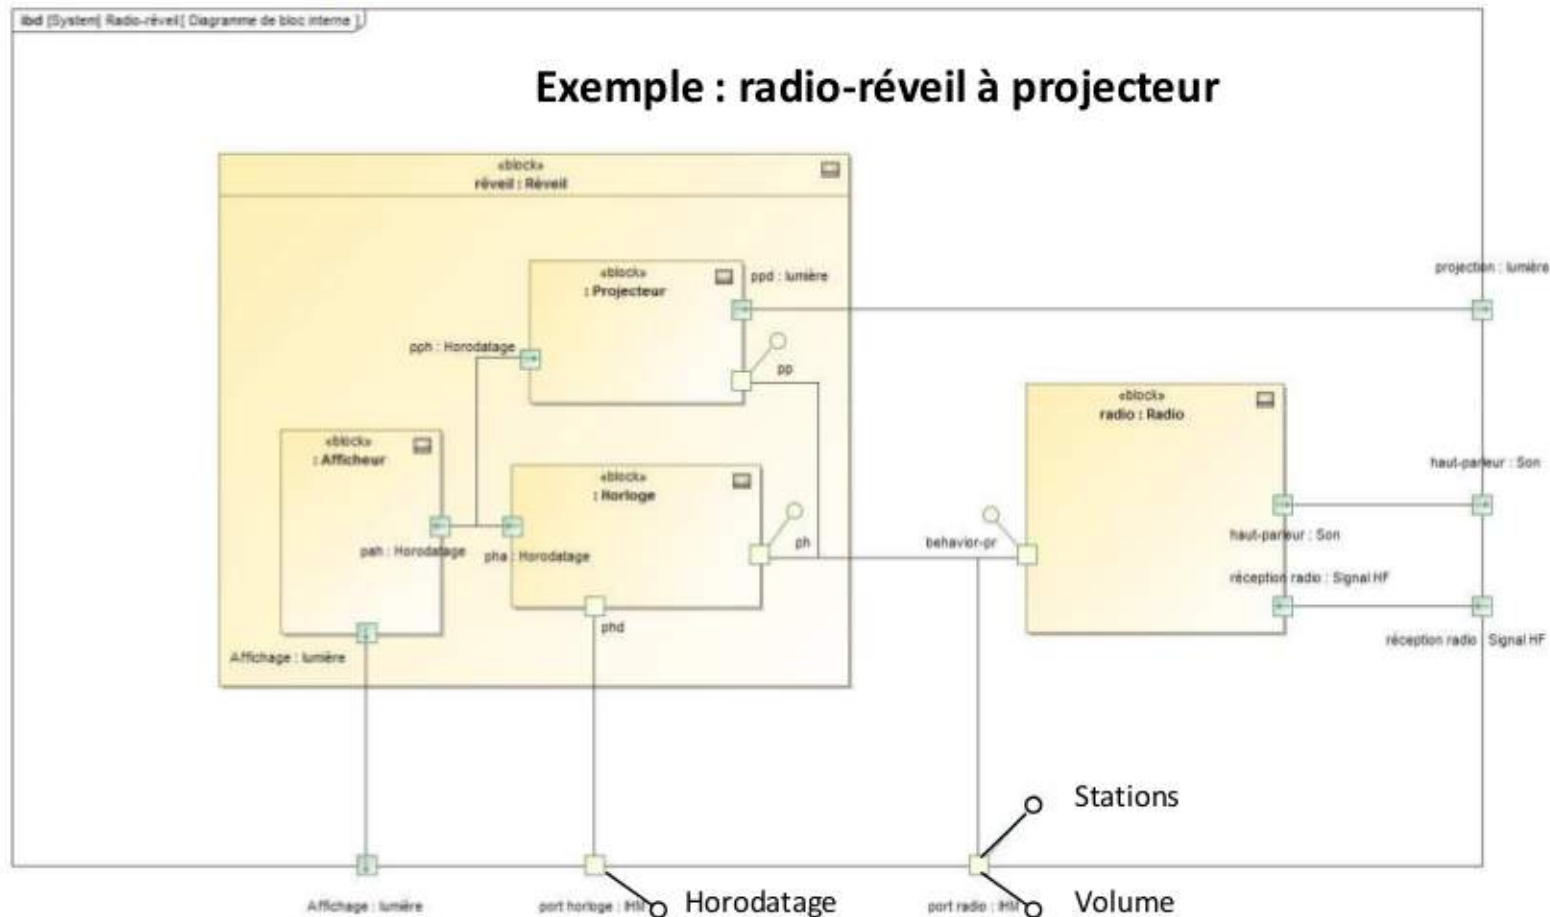 ibd [System] Radio-réveil[ Diagramme de bloc interne ]
Exemple : radio-réveil à projecteur
«block»
réveil : Réveil
«block»
: Projecteur
ppd : lumière
projection : lumière
pph : Horodatage
pp
«block»
radio : Radio
«block»
: Afficheur
«block»
: Horloge
haut-parleur : Son
ph
behavior-pr
haut-parleur : Son
pah : Horodatage
pha : Horodatage
réception radio : Signal HF
phd
réception radio : Signal HF
Affichage : lumière
Stations
Affichage : lumière
port horloge : IHM
Horodatage
port radio : IHM
Volume